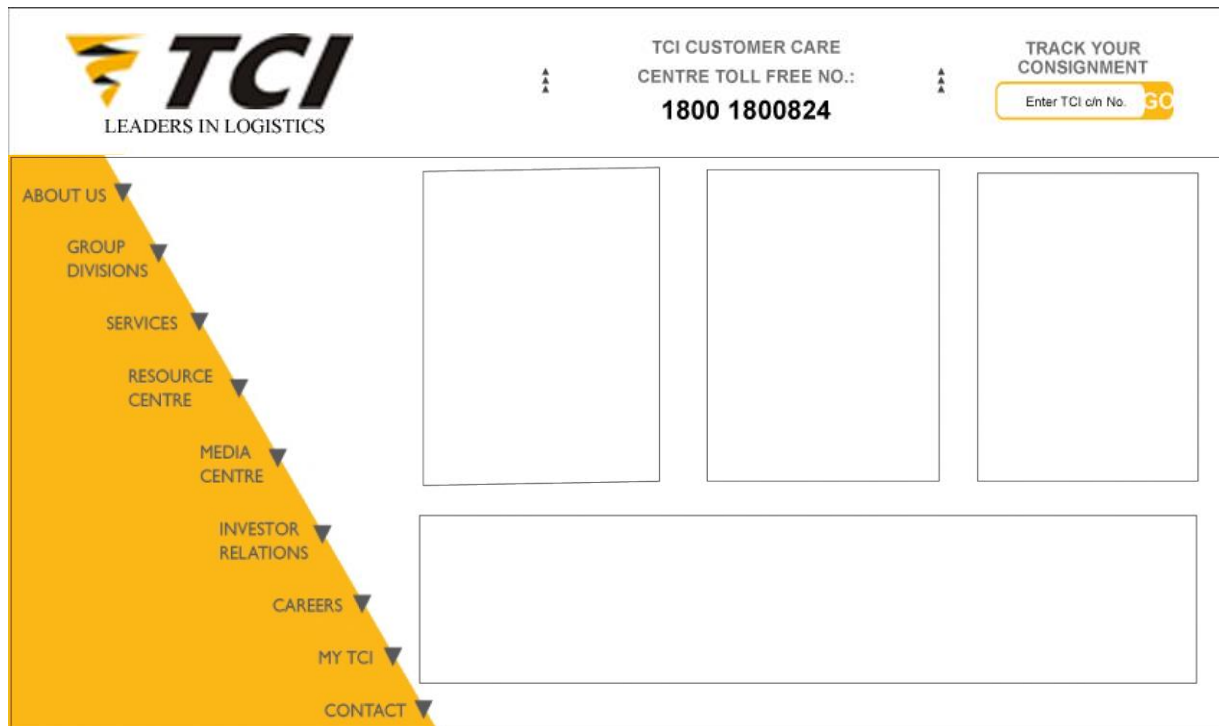 TCI
LEADERS IN LOGISTICS
TCI CUSTOMER CARE
CENTRE TOLL FREE NO.:
1800 1800824
TRACK YOUR
CONSIGNMENT
Enter TCI c/n No.
GO
ABOUT US
GROUP
DIVISIONS
SERVICES
RESOURCE
CENTRE
MEDIA
CENTRE
INVESTOR
RELATIONS
CAREERS
MY TCI
CONTACT